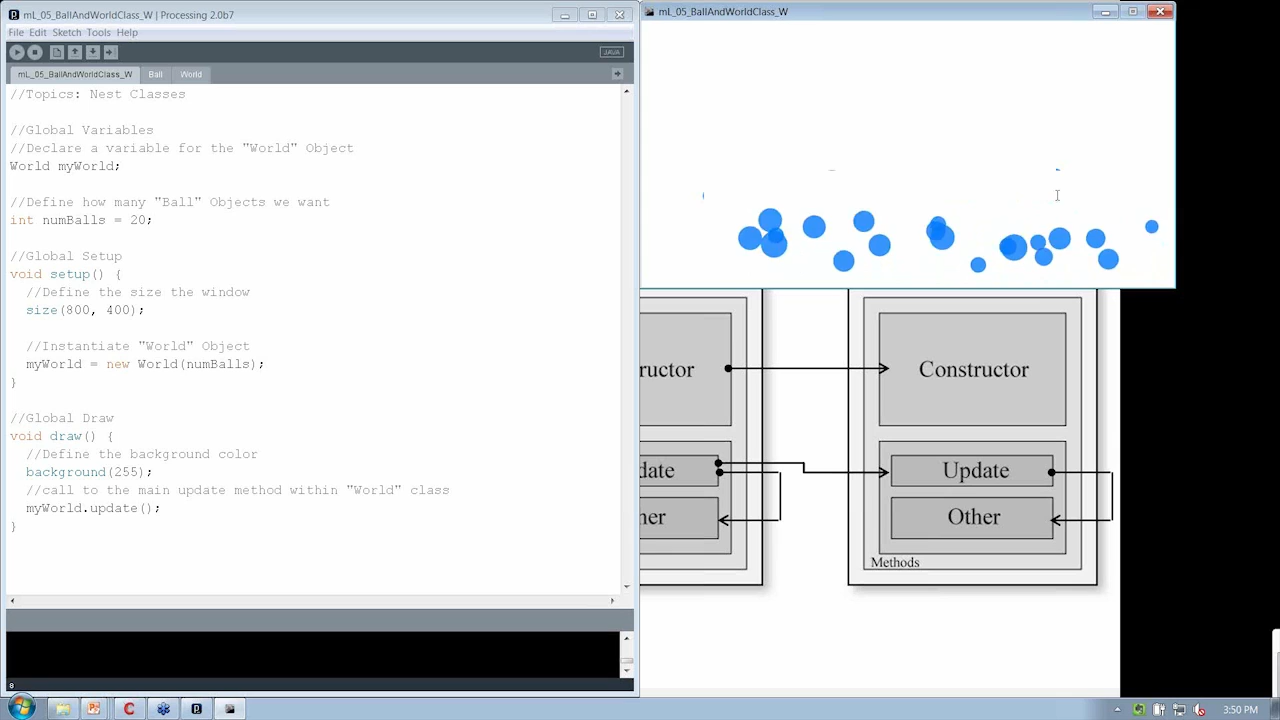 mL_05_BallAndWorldClass_W | Processing 2.0b7
File Edit Sketch Tools Help
JAVA
mL_05_BallAndWorldClass_W Ball World
//Topics: Nest Classes
//Global Variables
//Declare a variable for the "World" Object
World myWorld;
//Define how many "Ball" Objects we want
int numBalls = 20;
//Global Setup
void setup() {
//Define the size the window
size(800, 400);
//Instantiate "World" Object
myWorld = new World(numBalls);
}
//Global Draw
void draw() {
//Define the background color
background(255);
//call to the main update method within "World" class
myWorld.update();
}
8
mL_05_BallAndWorldClass_W
ructor
Constructor
date
Update
her
Other
Methods
3:50 PM